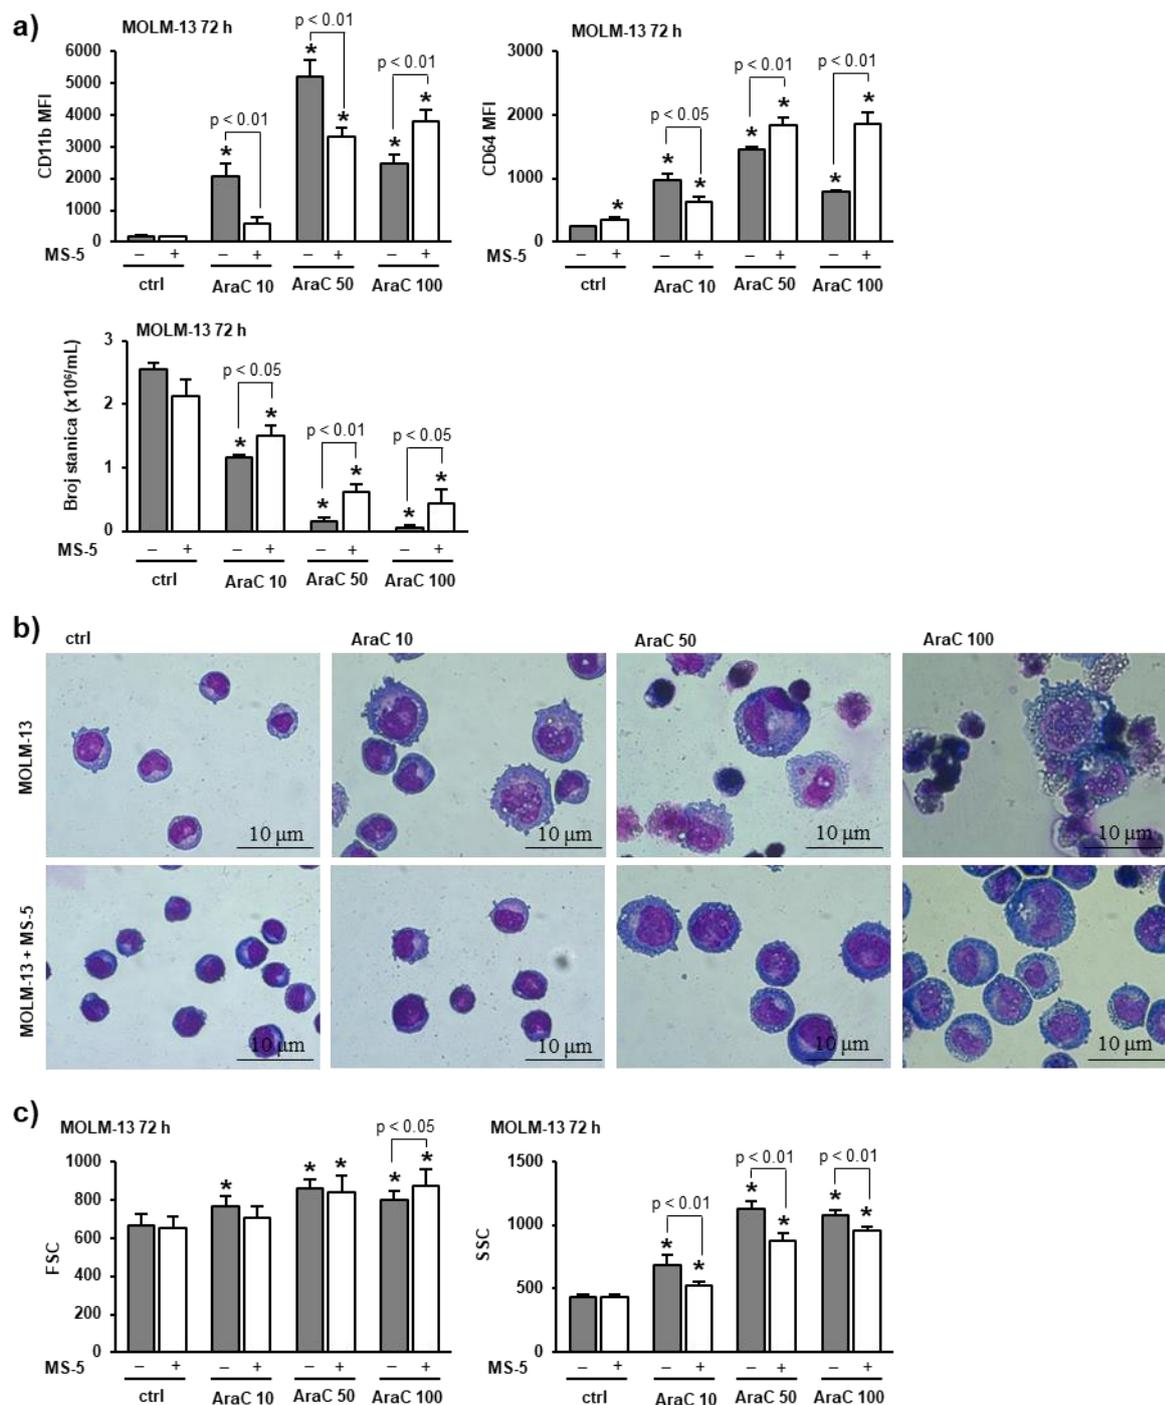 a)
MOLM-13 72 h
CD11b MFI
6000
5000
4000
3000
2000
1000
0
p < 0.01
p < 0.01
p < 0.01
* * * * *
MS-5 – + – + – + – +
ctrl AraC 10 AraC 50 AraC 100
MOLM-13 72 h
CD64 MFI
3000
2000
1000
0
p < 0.05
p < 0.01
p < 0.01
* * * * * * *
MS-5 – + – + – + – +
ctrl AraC 10 AraC 50 AraC 100
MOLM-13 72 h
Broj stanica (x10⁶/mL)
3
2
1
0
p < 0.05
p < 0.01
p < 0.05
* * * * * *
MS-5 – + – + – + – +
ctrl AraC 10 AraC 50 AraC 100
b)
ctrl AraC 10 AraC 50 AraC 100
MOLM-13
10 µm 10 µm 10 µm 10 µm
MOLM-13 + MS-5
10 µm 10 µm 10 µm 10 µm
c)
MOLM-13 72 h
FSC
1000
800
600
400
200
0
p < 0.05
* * * * *
MS-5 – + – + – + – +
ctrl AraC 10 AraC 50 AraC 100
MOLM-13 72 h
SSC
1500
1000
500
0
p < 0.01
p < 0.01
p < 0.01
* * * * * *
MS-5 – + – + – + – +
ctrl AraC 10 AraC 50 AraC 100